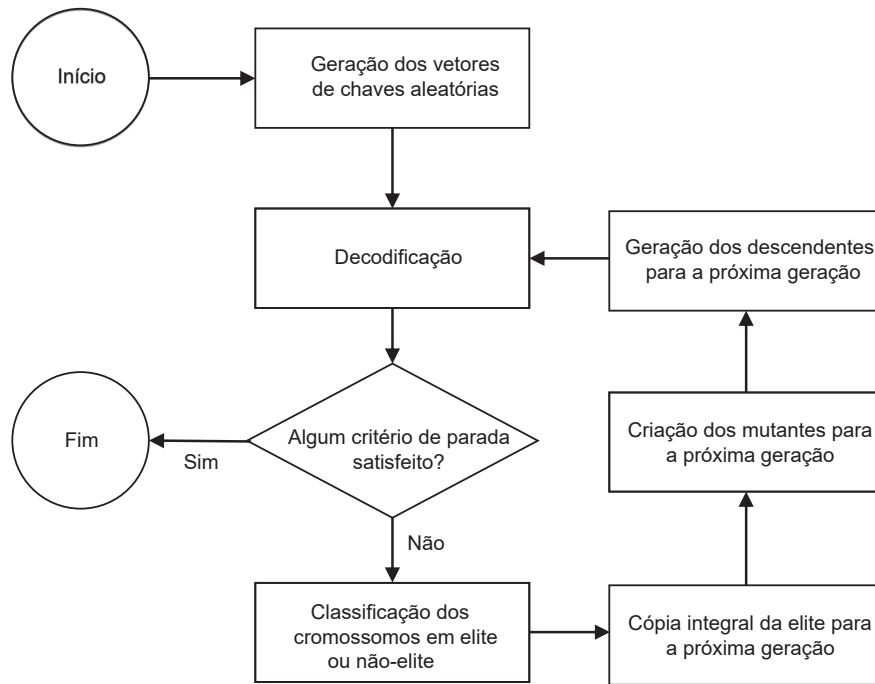 Início
Geração dos vetores
de chaves aleatórias
Decodificação
Geração dos descendentes
para a próxima geração
Fim
Sim
Algum critério de parada
satisfeito?
Criação dos mutantes para
a próxima geração
Não
Classificação dos
cromossomos em elite
ou não-elite
Cópia integral da elite para
a próxima geração